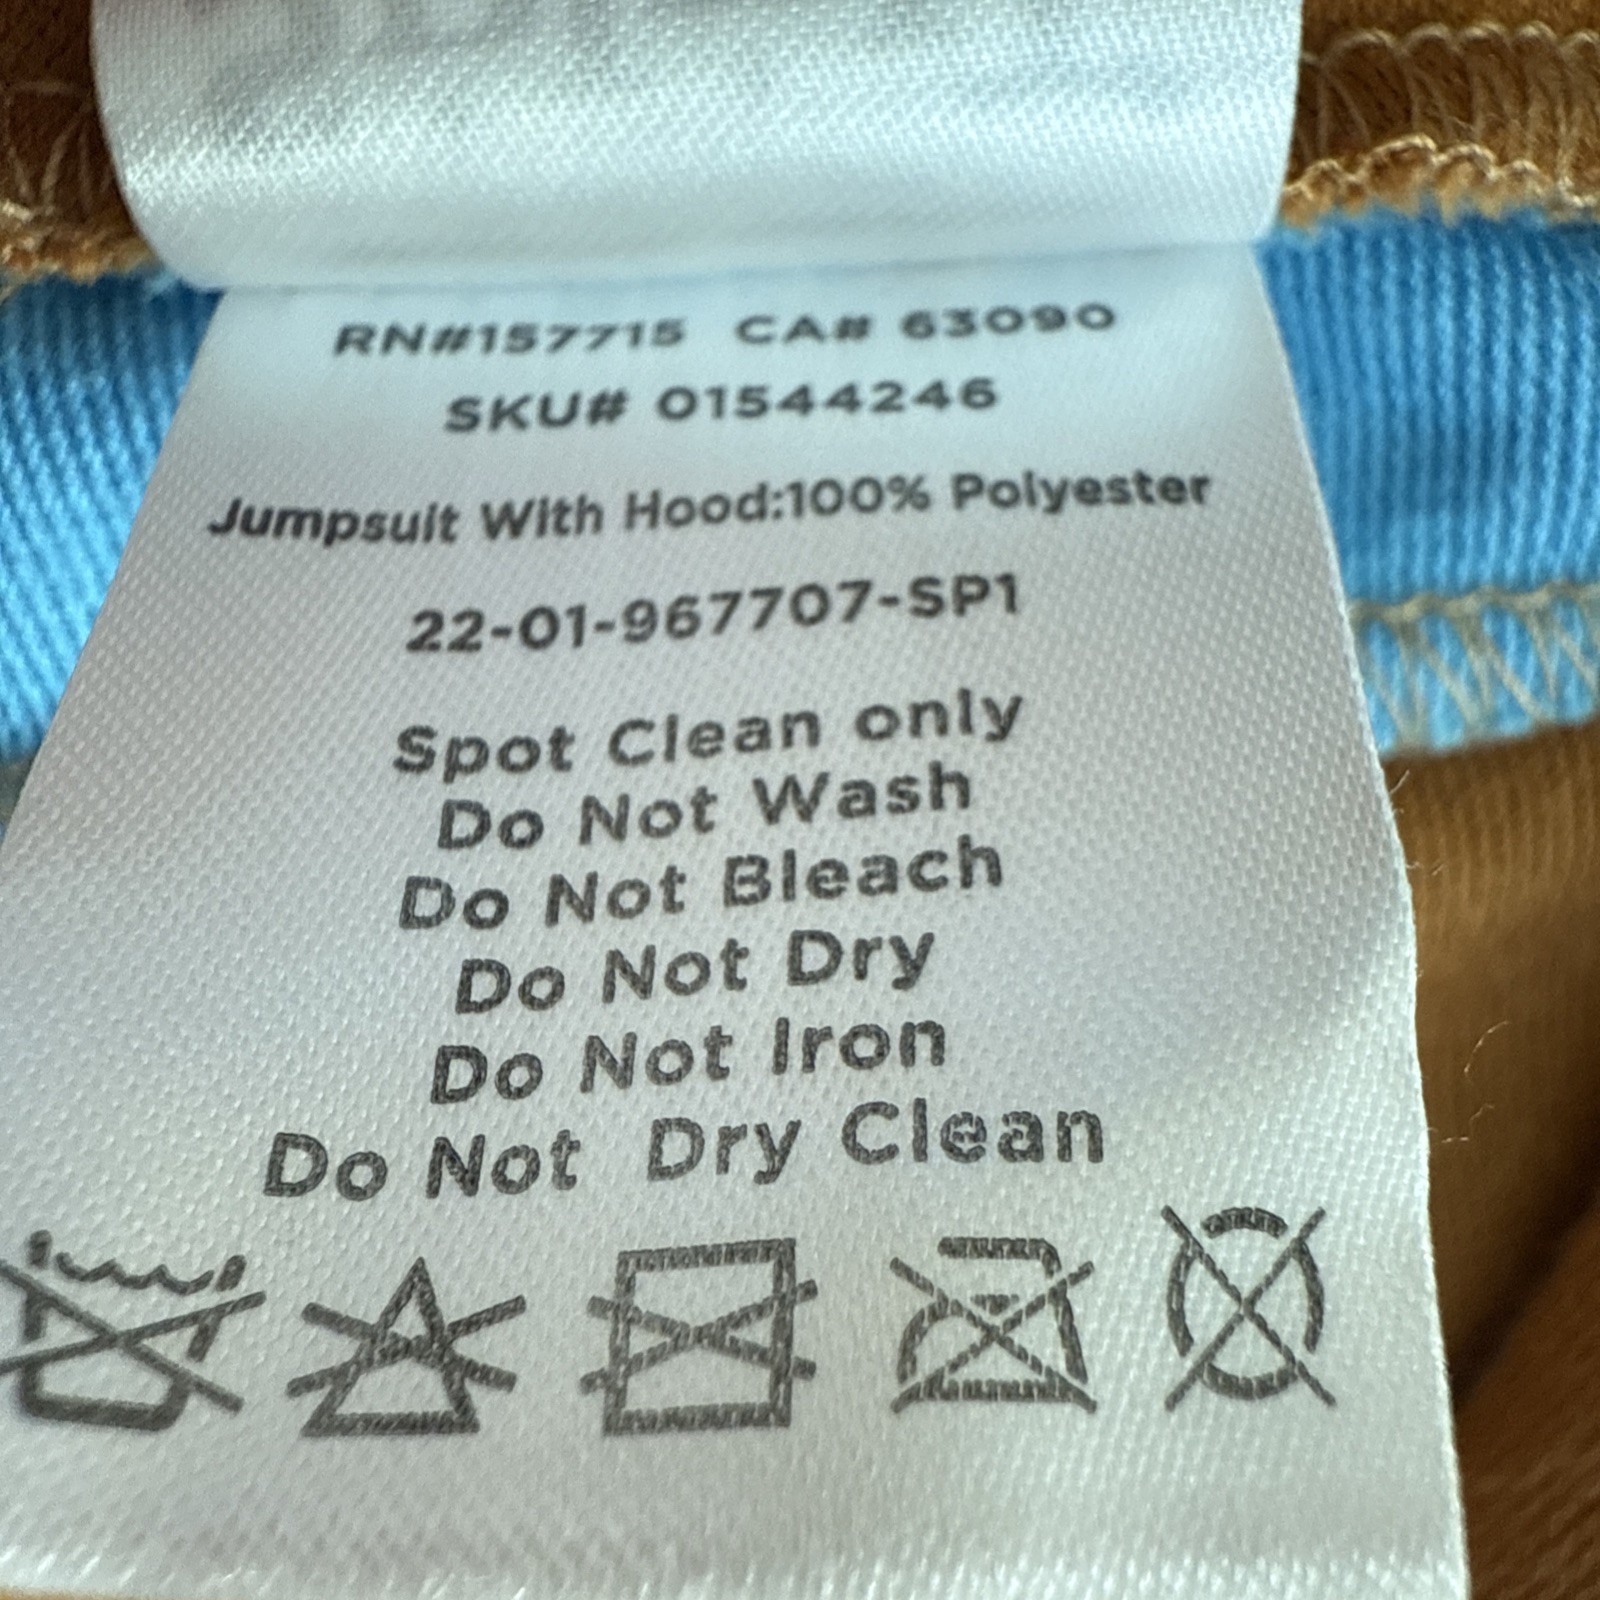 RN#157715 CA# 63090
SKU# 01544246
Jumpsuit With Hood:100% Polyester
22-01-967707-SP1
Spot Clean only
Do Not Wash
Do Not Bleach
Do Not Dry
Do Not Iron
Do Not Dry Clean